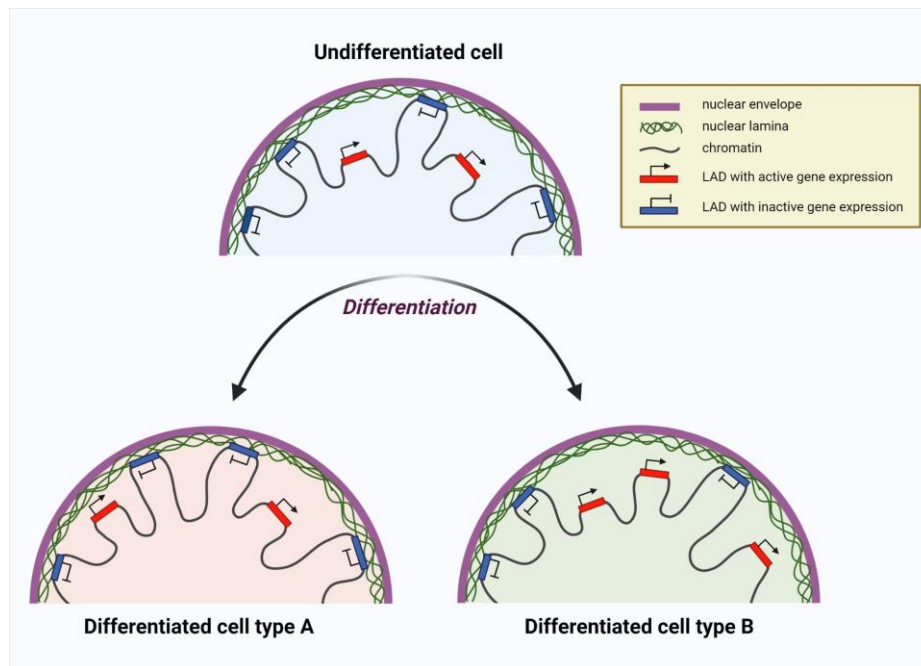 Undifferentiated cell
nuclear envelope
nuclear lamina
chromatin
LAD with active gene expression
LAD with inactive gene expression
Differentiation
Differentiated cell type A
Differentiated cell type B